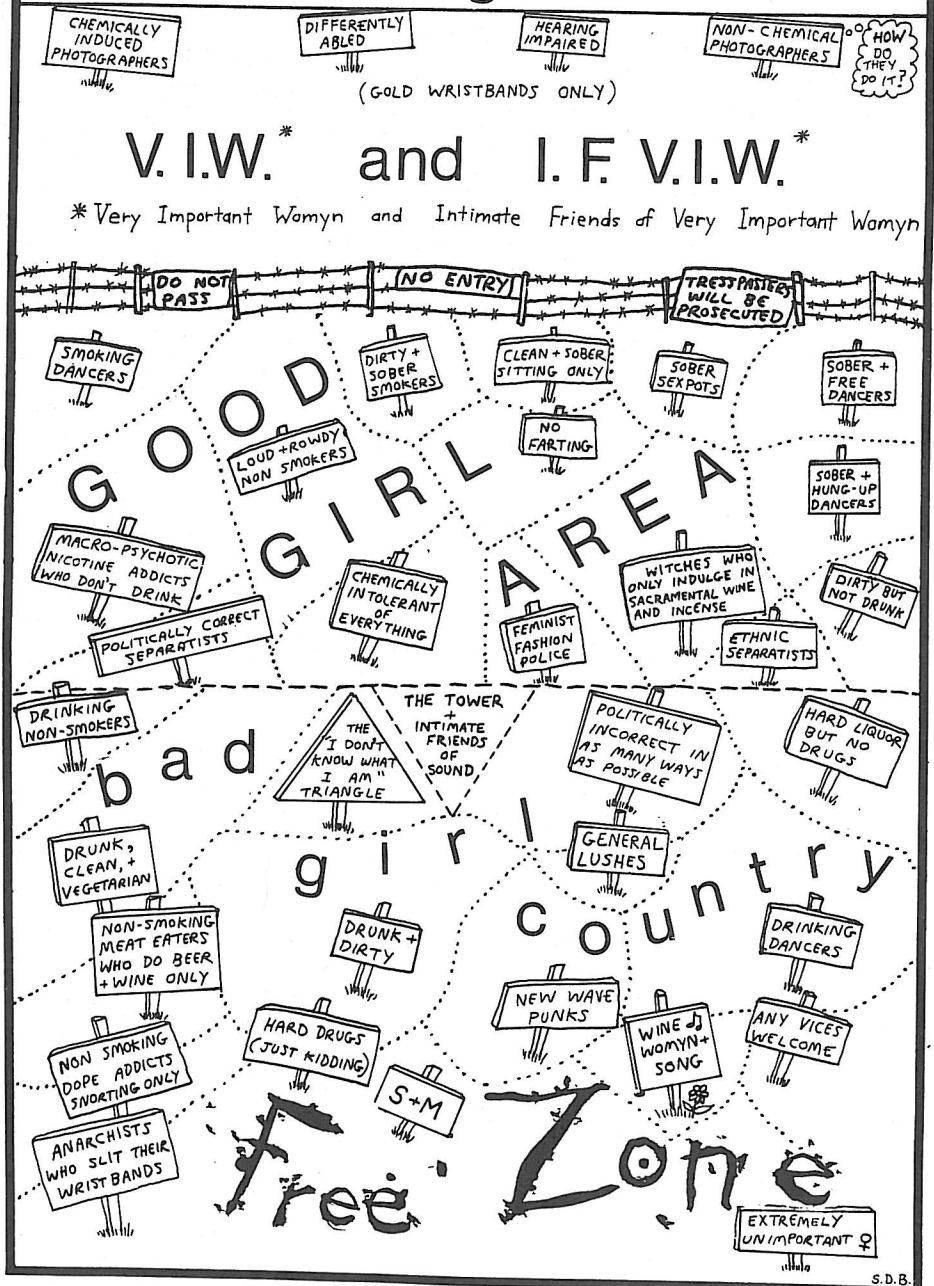 CHEMICALLY
INDUCED
PHOTOGRAPHERS
DIFFERENTLY
ABLED
HEARING
IMPAIRED
NON-CHEMICAL
PHOTOGRAPHERS
HOW
DO
THEY
DO IT?
(GOLD WRISTBANDS ONLY)
V.I.W.* and I.F. V.I.W.*
* Very Important Womyn and Intimate Friends of Very Important Womyn
DO NOT
PASS
NO ENTRY
TRESSPASSERS
WILL BE
PROSECUTED
SMOKING
DANCERS
DIRTY +
SOBER
SMOKERS
CLEAN + SOBER
SITTING ONLY
SOBER
SEXPOTS
SOBER +
FREE
DANCERS
GOOD
GIRL
AREA
LOUD + ROWDY
NON SMOKERS
NO
FARTING
SOBER +
HUNG-UP
DANCERS
MACRO-PSYCHOTIC
NICOTINE ADDICTS
WHO DON'T DRINK
CHEMICALLY
INTOLERANT
OF
EVERYTHING
WITCHES WHO
ONLY INDULGE IN
SACRAMENTAL WINE
AND INCENSE
DIRTY BUT
NOT DRUNK
POLITICALLY CORRECT
SEPARATISTS
FEMINIST
FASHION
POLICE
ETHNIC
SEPARATISTS
DRINKING
NON-SMOKERS
bad
girl
country
THE
"I DON'T
KNOW WHAT
I AM"
TRIANGLE
THE TOWER
+
INTIMATE
FRIENDS
OF
SOUND
POLITICALLY
INCORRECT IN
AS MANY WAYS
AS POSSIBLE
HARD LIQUOR
BUT NO
DRUGS
DRUNK,
CLEAN, +
VEGETARIAN
GENERAL
LUSHES
NON-SMOKING
MEAT EATERS
WHO DO BEER
+ WINE ONLY
DRUNK +
DIRTY
DRINKING
DANCERS
NEW WAVE
PUNKS
HARD DRUGS
(JUST KIDDING)
WINE ♫
WOMYN +
SONG
ANY VICES
WELCOME
NON SMOKING
DOPE ADDICTS
SNORTING ONLY
S+M
ANARCHISTS
WHO SLIT THEIR
WRISTBANDS
Free Zone
EXTREMELY
UNIMPORTANT ♀
S.D.B.